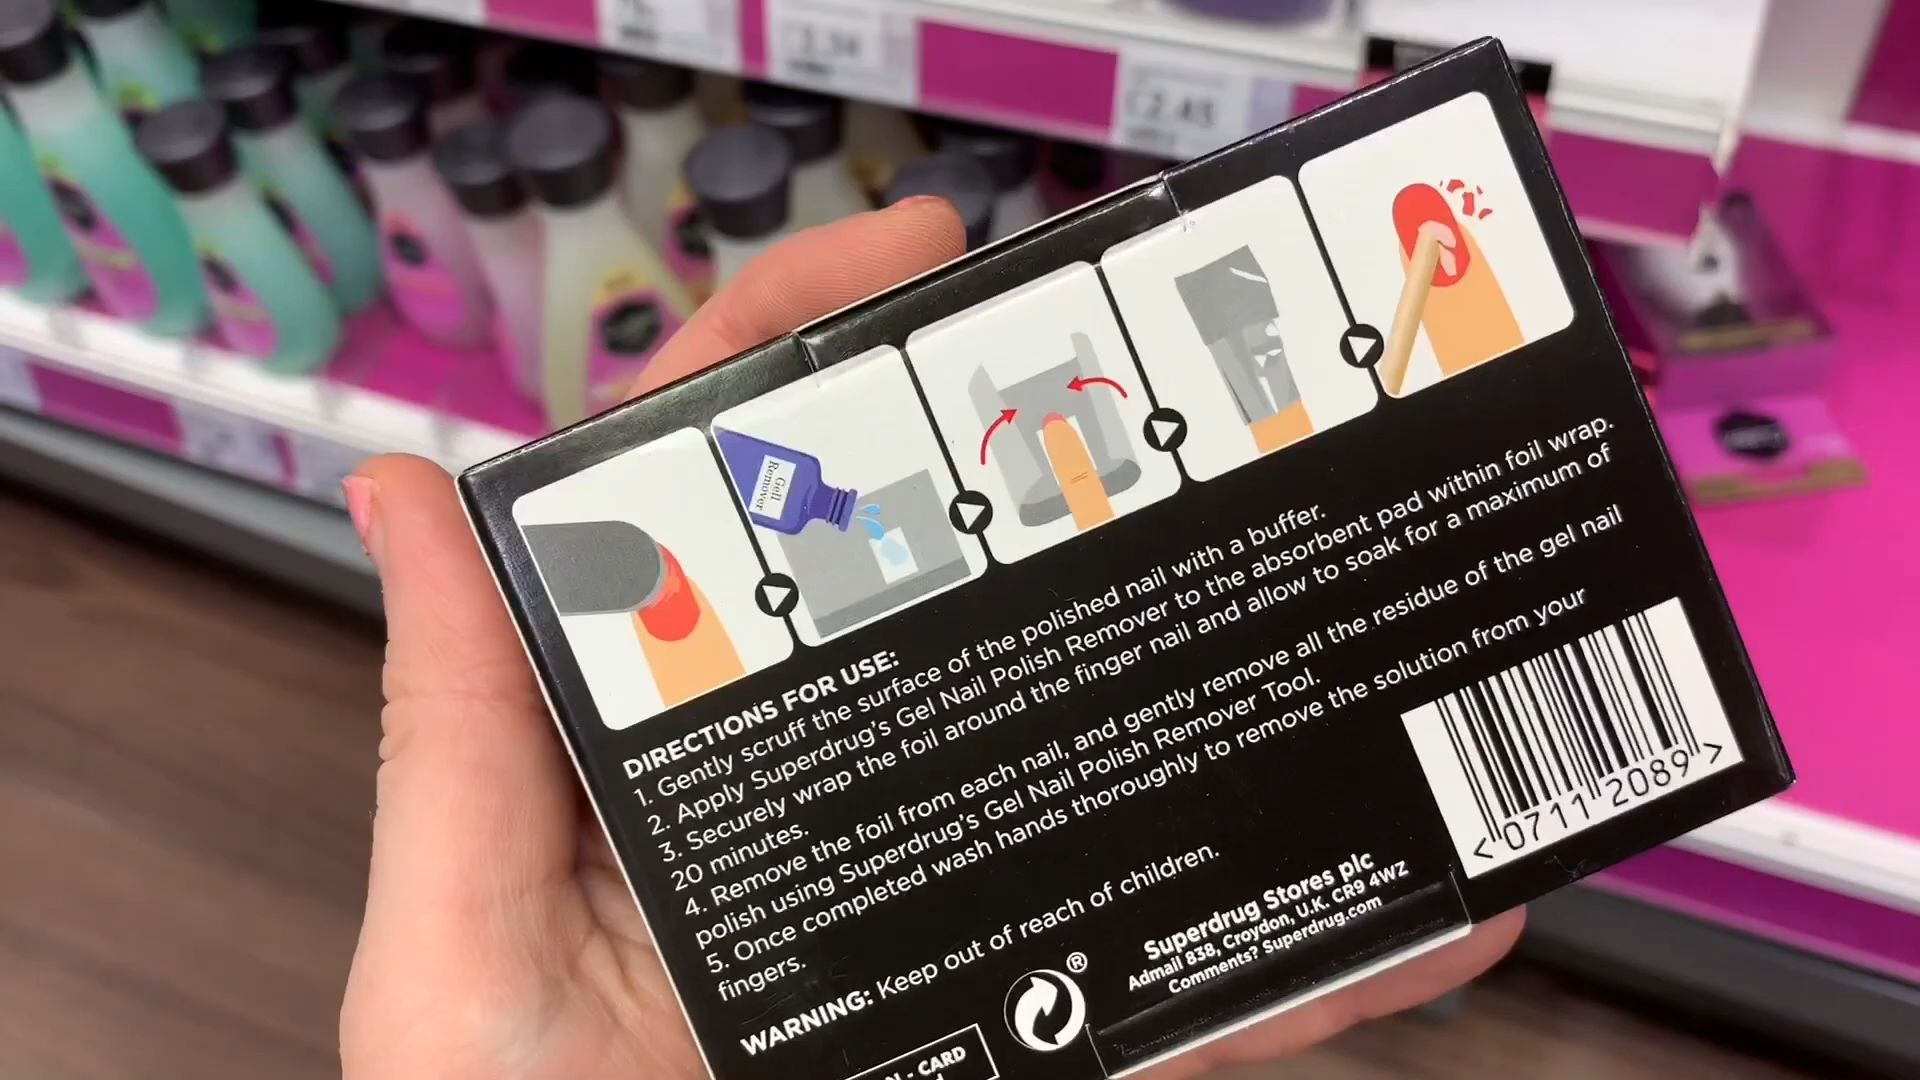 2.45
Gell
Remover
DIRECTIONS FOR USE:
1. Gently scruff the surface of the polished nail with a buffer.
2. Apply Superdrug's Gel Nail Polish Remover to the absorbent pad within foil wrap.
3. Securely wrap the foil around the finger nail and allow to soak for a maximum of
20 minutes.
4. Remove the foil from each nail, and gently remove all the residue of the gel nail
polish using Superdrug's Gel Nail Polish Remover Tool.
5. Once completed wash hands thoroughly to remove the solution from your
fingers.
WARNING: Keep out of reach of children.
Superdrug Stores plc
Admail 838, Croydon, U.K. CR9 4WZ
Comments? Superdrug.com
®
- CARD
< 0711 2089 >